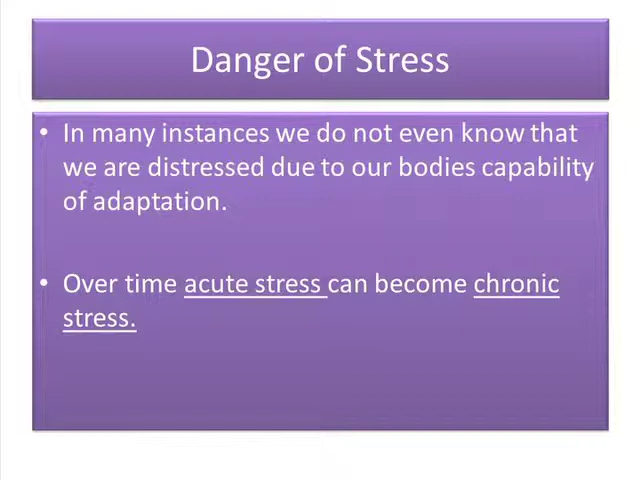 Danger of Stress
• In many instances we do not even know that
we are distressed due to our bodies capability
of adaptation.
• Over time acute stress can become chronic
stress.